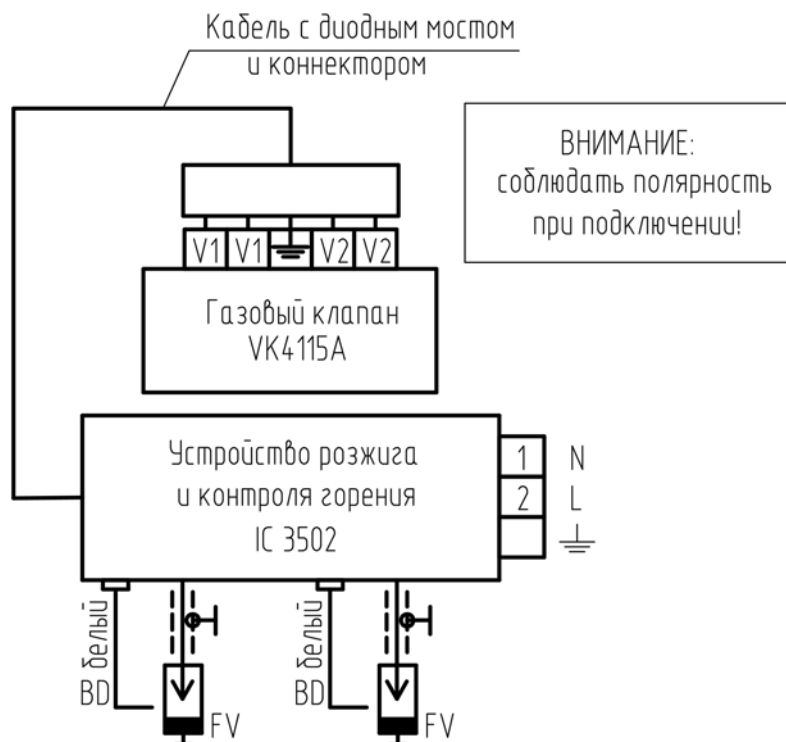 Кабель с диодным мостом
и коннектором
ВНИМАНИЕ:
соблюдать полярность
при подключении!
V1 V1 V2 V2
Газовый клапан
VK4115A
Устройство розжига
и контроля горения
IC 3502
1 N
2 L
белый
BD
FV
белый
BD
FV